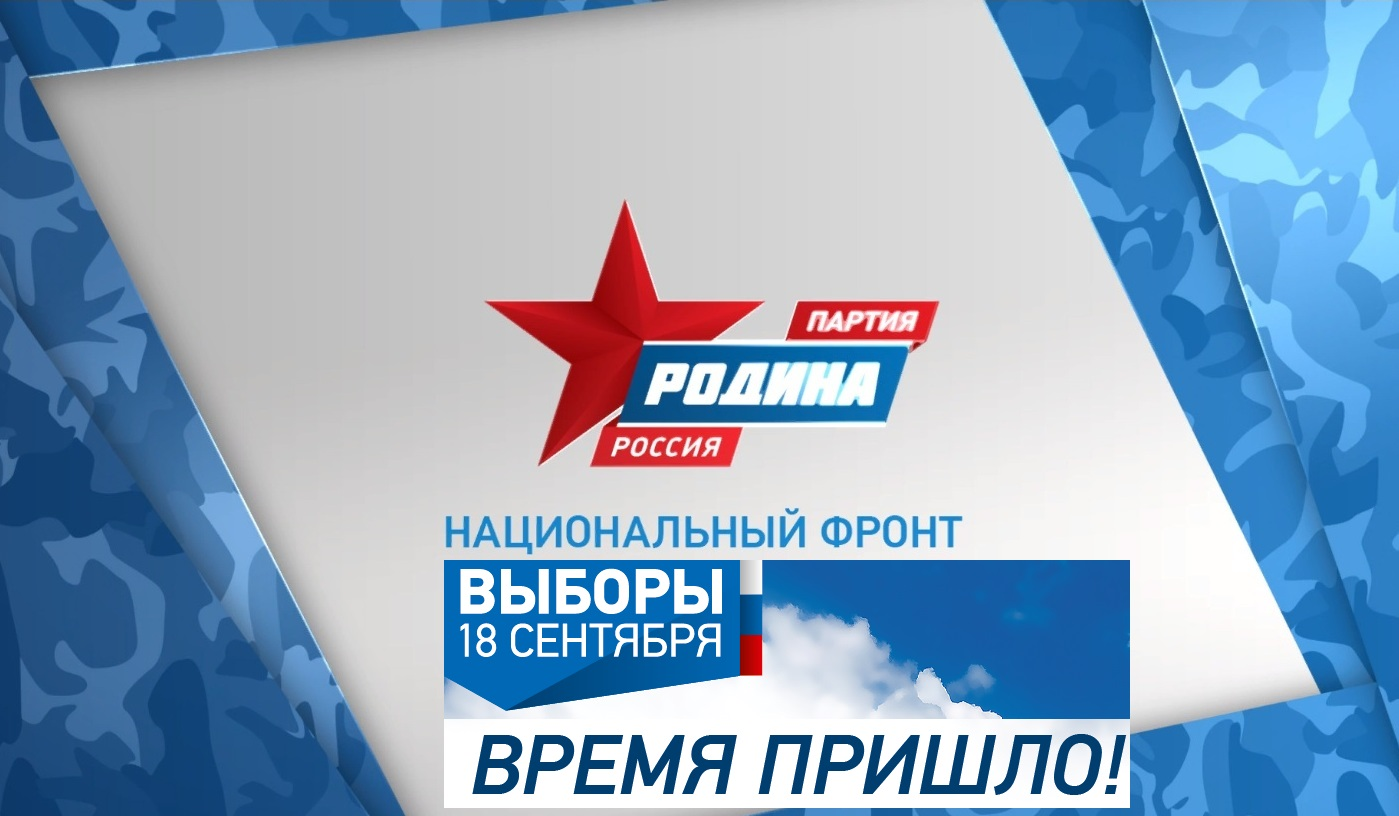 ПАРТИЯ
РОДИНА
РОССИЯ
НАЦИОНАЛЬНЫЙ ФРОНТ
ВЫБОРЫ
18 СЕНТЯБРЯ
ВРЕМЯ ПРИШЛО!